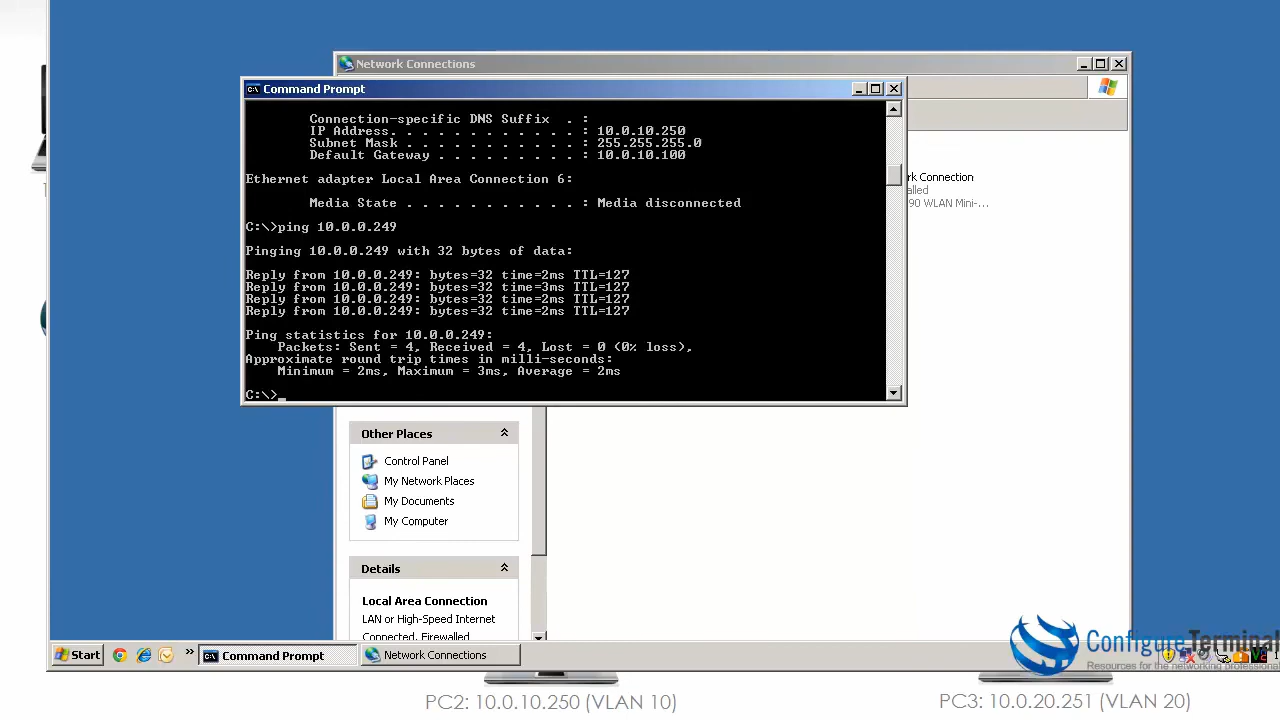 Network Connections
Command Prompt
Connection-specific DNS Suffix . :
IP Address. . . . . . . . . . . . : 10.0.10.250
Subnet Mask . . . . . . . . . . . : 255.255.255.0
Default Gateway . . . . . . . . . : 10.0.10.100
Ethernet adapter Local Area Connection 6:
Media State . . . . . . . . . . . : Media disconnected
C:\>ping 10.0.0.249
Pinging 10.0.0.249 with 32 bytes of data:
Reply from 10.0.0.249: bytes=32 time=2ms TTL=127
Reply from 10.0.0.249: bytes=32 time=3ms TTL=127
Reply from 10.0.0.249: bytes=32 time=2ms TTL=127
Reply from 10.0.0.249: bytes=32 time=2ms TTL=127
Ping statistics for 10.0.0.249:
Packets: Sent = 4, Received = 4, Lost = 0 (0% loss),
Approximate round trip times in milli-seconds:
Minimum = 2ms, Maximum = 3ms, Average = 2ms
C:\>_
rk Connection
alled
90 WLAN Mini-...
Other Places
Control Panel
My Network Places
My Documents
My Computer
Details
Local Area Connection
LAN or High-Speed Internet
Connected, Firewalled
Start
»
Command Prompt
Network Connections
ConfigureTerminal
Resources for the networking professional
PC2: 10.0.10.250 (VLAN 10)
PC3: 10.0.20.251 (VLAN 20)